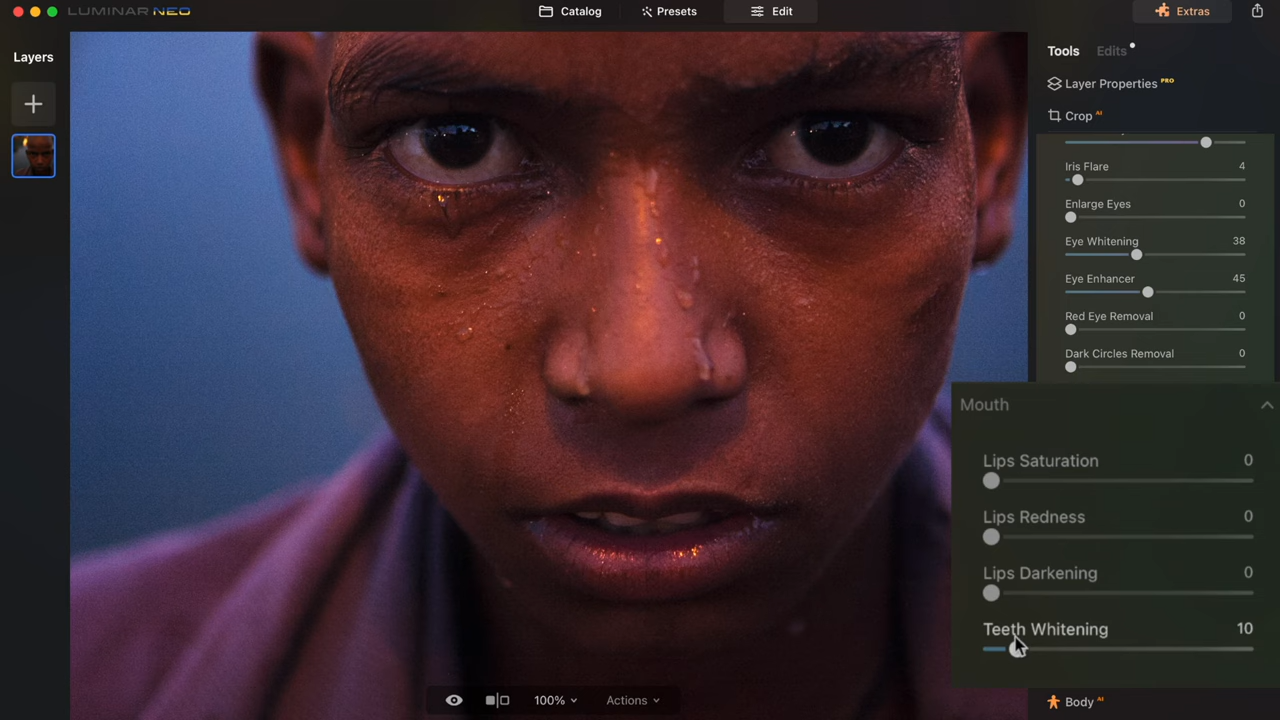 LUMINAR NEO
Catalog
Presets
Edit
Extras
Layers
Tools
Edits
Layer Properties PRO
Crop AI
Iris Flare 4
Enlarge Eyes 0
Eye Whitening 38
Eye Enhancer 45
Red Eye Removal 0
Dark Circles Removal 0
Mouth
Lips Saturation 0
Lips Redness 0
Lips Darkening 0
Teeth Whitening 10
100%
Actions
Body AI